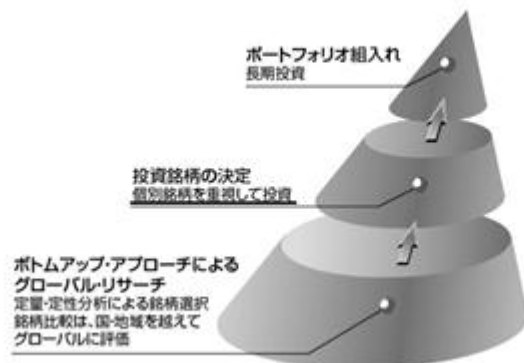 ポートフォリオ組入れ
長期投資
投資銘柄の決定
個別銘柄を重視して投資
ボトムアップ・アプローチによる
グローバル・リサーチ
定量・定性分析による銘柄選択
銘柄比較は、国・地域を越えて
グローバルに評価